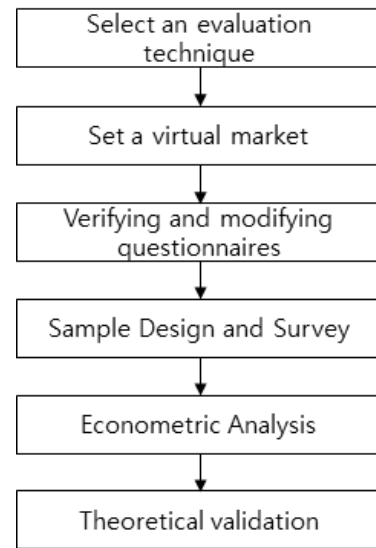 Select an evaluation
technique
Set a virtual market
Verifying and modifying
questionnaires
Sample Design and Survey
Econometric Analysis
Theoretical validation